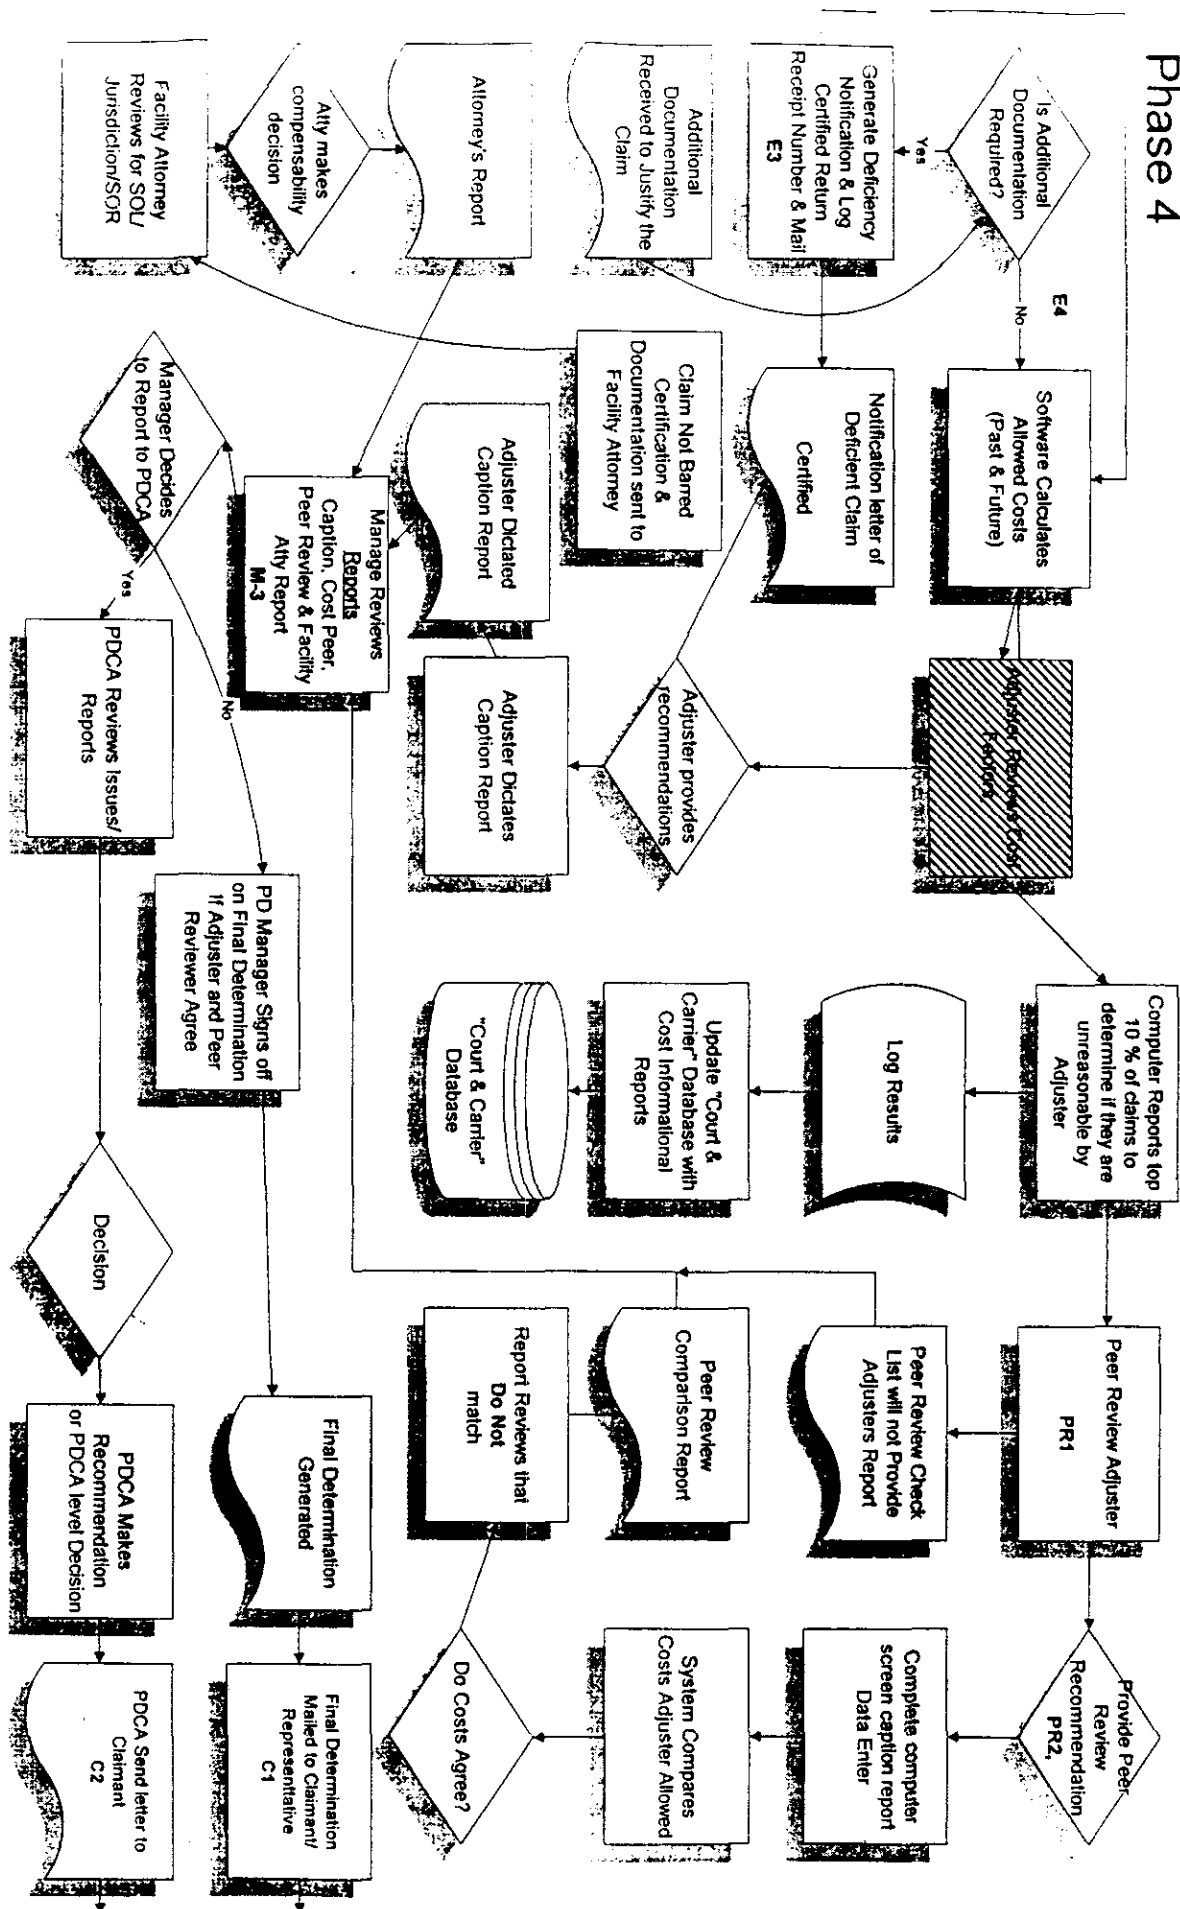 Phase 4
Is Additional
Documentation
Required?
Yes
No
E4
Generate Deficiency
Notification & Log
Certified Return
Receipt Number & Mail
E3
Additional
Documentation
Received to Justify the
Claim
Attorney's Report
Atty makes
compensability
decision
Facility Attorney
Reviews for SOL/
Jurisdiction/SOR
Software Calculates
Allowed Costs
(Past & Future)
Notification letter of
Deficient Claim
Certified
Claim Not Barred
Certification &
Documentation sent to
Facility Attorney
Adjuster Dictated
Caption Report
Manage Reviews
Reports
Caption, Cost Peer,
Peer Review & Facility
Atty Report
M-3
Manager Decides
to Report to PDCA
Yes
No
Adjuster Reviews Cost
Factors,
Adjuster provides
recommendations
Adjuster Dictates
Caption Report
PDCA Reviews Issues/
Reports
PD Manager Signs off
on Final Determination
If Adjuster and Peer
Reviewer Agree
Computer Reports top
10 % of claims to
determine if they are
unreasonable by
Adjuster
Log Results
Update "Court &
Carrier" Database with
Cost Informational
Reports
"Court & Carrier"
Database
Decision
Peer Review Adjuster
PR1
Peer Review Check
List will not Provide
Adjusters Report
Peer Review
Comparison Report
Report Reviews that
Do Not
match
Final Determination
Generated
PDCA Makes
Recommendation
or PDCA level Decision
Provide Peer
Review
Recommendation
PR2,
Complete computer
screen caption report
Data Enter
System Compares
Costs Adjuster Allowed
Do Costs Agree?
Final Determination
Mailed to Claimant/
Representtative
C1
PDCA Send letter to
Claimant
C2